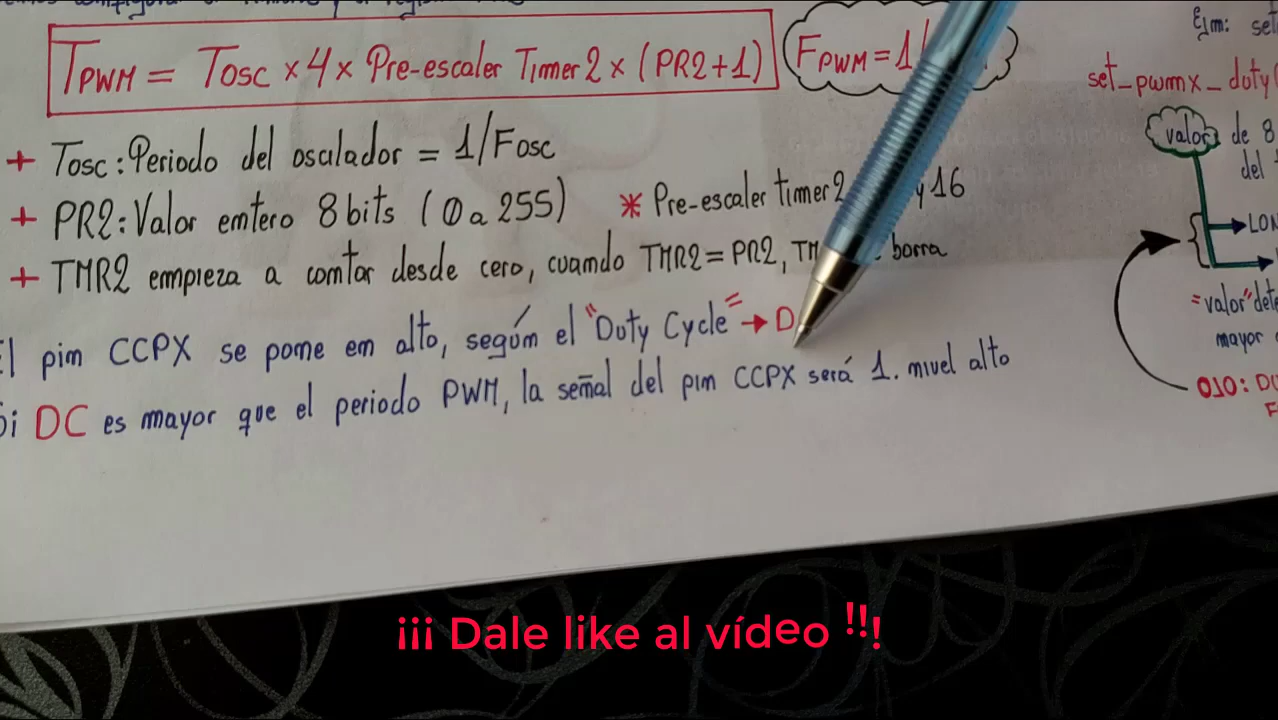 TPWM = Tosc x 4 x Pre-escaler Timer2 x (PR2+1)
FPWM = 1/
+ Tosc: Periodo del oscilador = 1/Fosc
+ PR2: Valor entero 8 bits (0 a 255)
* Pre-escaler timer2 y 16
+ TMR2 empieza a contar desde cero, cuando TMR2 = PR2, borra
El pin CCPX se pone en alto, según el "Duty Cycle" → D
Si DC es mayor que el periodo PWM, la señal del pin CCPX será 1. nivel alto
Ejm: set
set_pwmx_duty(
valor de 8
del
LON
"valor" dete
mayor
010: DU
¡¡¡ Dale like al vídeo !!!